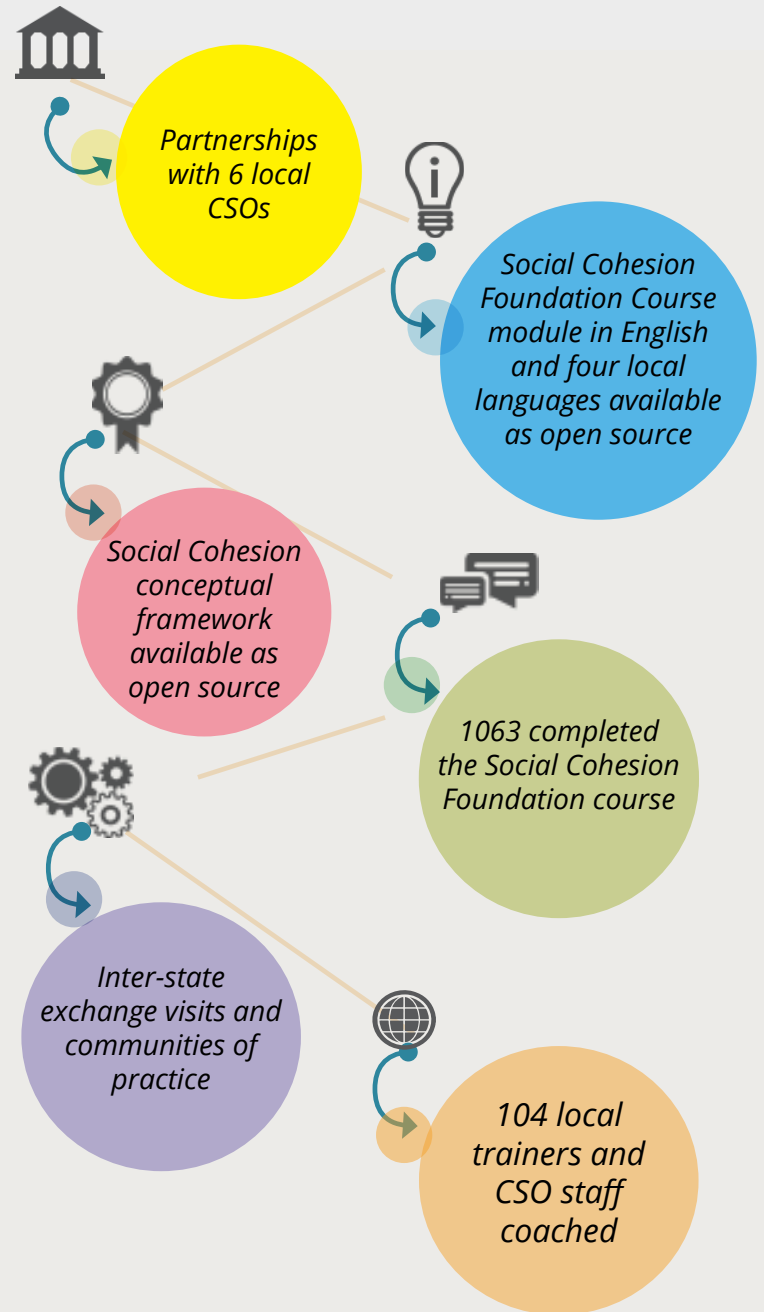 Partnerships
with 6 local
CSOs
Social Cohesion
Foundation Course
module in English
and four local
languages available
as open source
Social Cohesion
conceptual
framework
available as
open source
1063 completed
the Social Cohesion
Foundation course
Inter-state
exchange visits and
communities of
practice
104 local
trainers and
CSO staff
coached